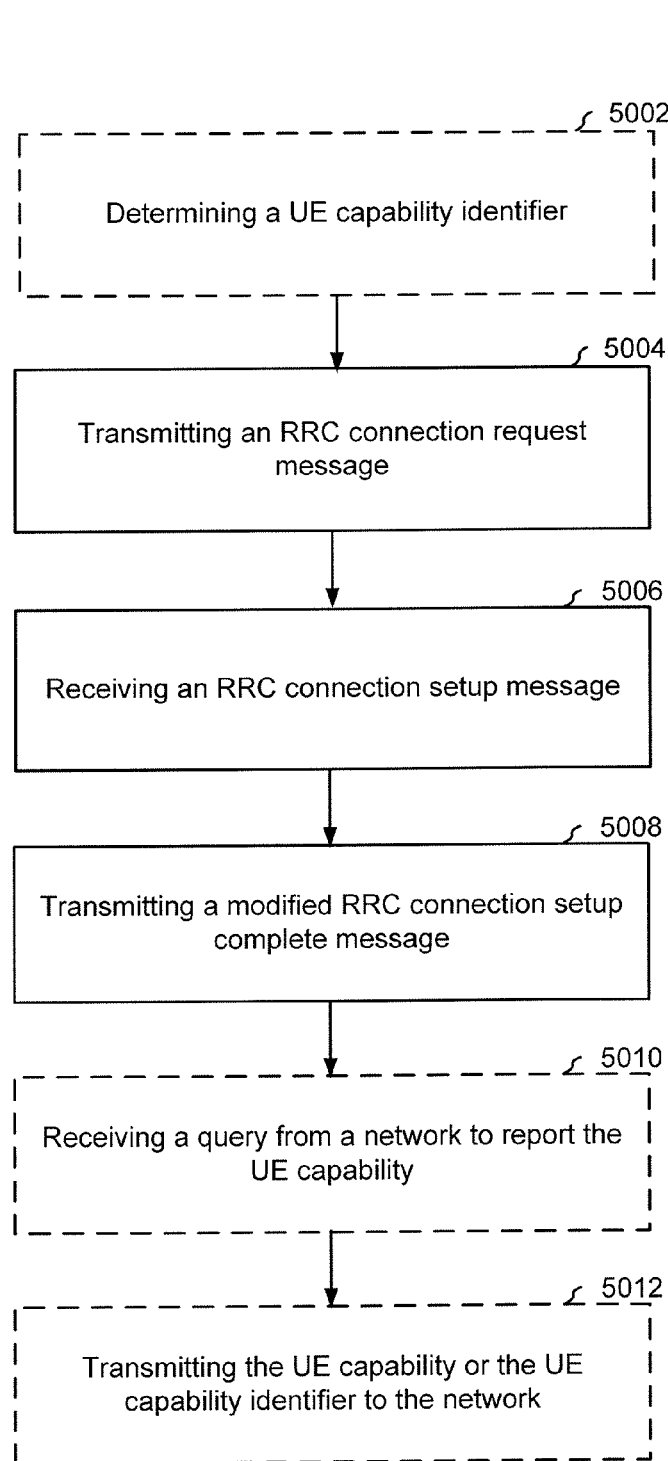 5002
Determining a UE capability identifier
5004
Transmitting an RRC connection request
message
5006
Receiving an RRC connection setup message
5008
Transmitting a modified RRC connection setup
complete message
5010
Receiving a query from a network to report the
UE capability
5012
Transmitting the UE capability or the UE
capability identifier to the network